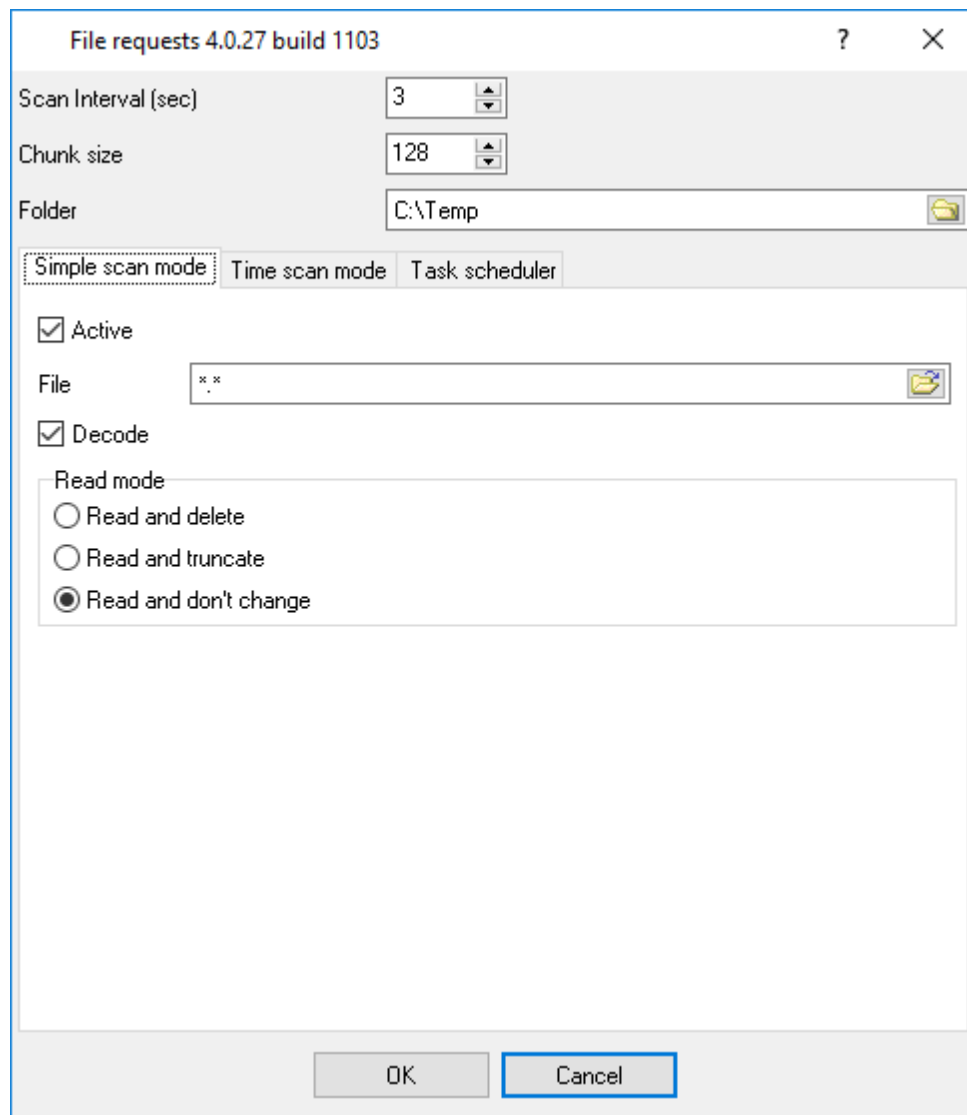 File requests 4.0.27 build 1103 ?
Scan Interval (sec) 3
Chunk size 128
Folder C:\Temp
Simple scan mode Time scan mode Task scheduler
Active
File *.*
Decode
Read mode
Read and delete
Read and truncate
Read and don't change
OK Cancel